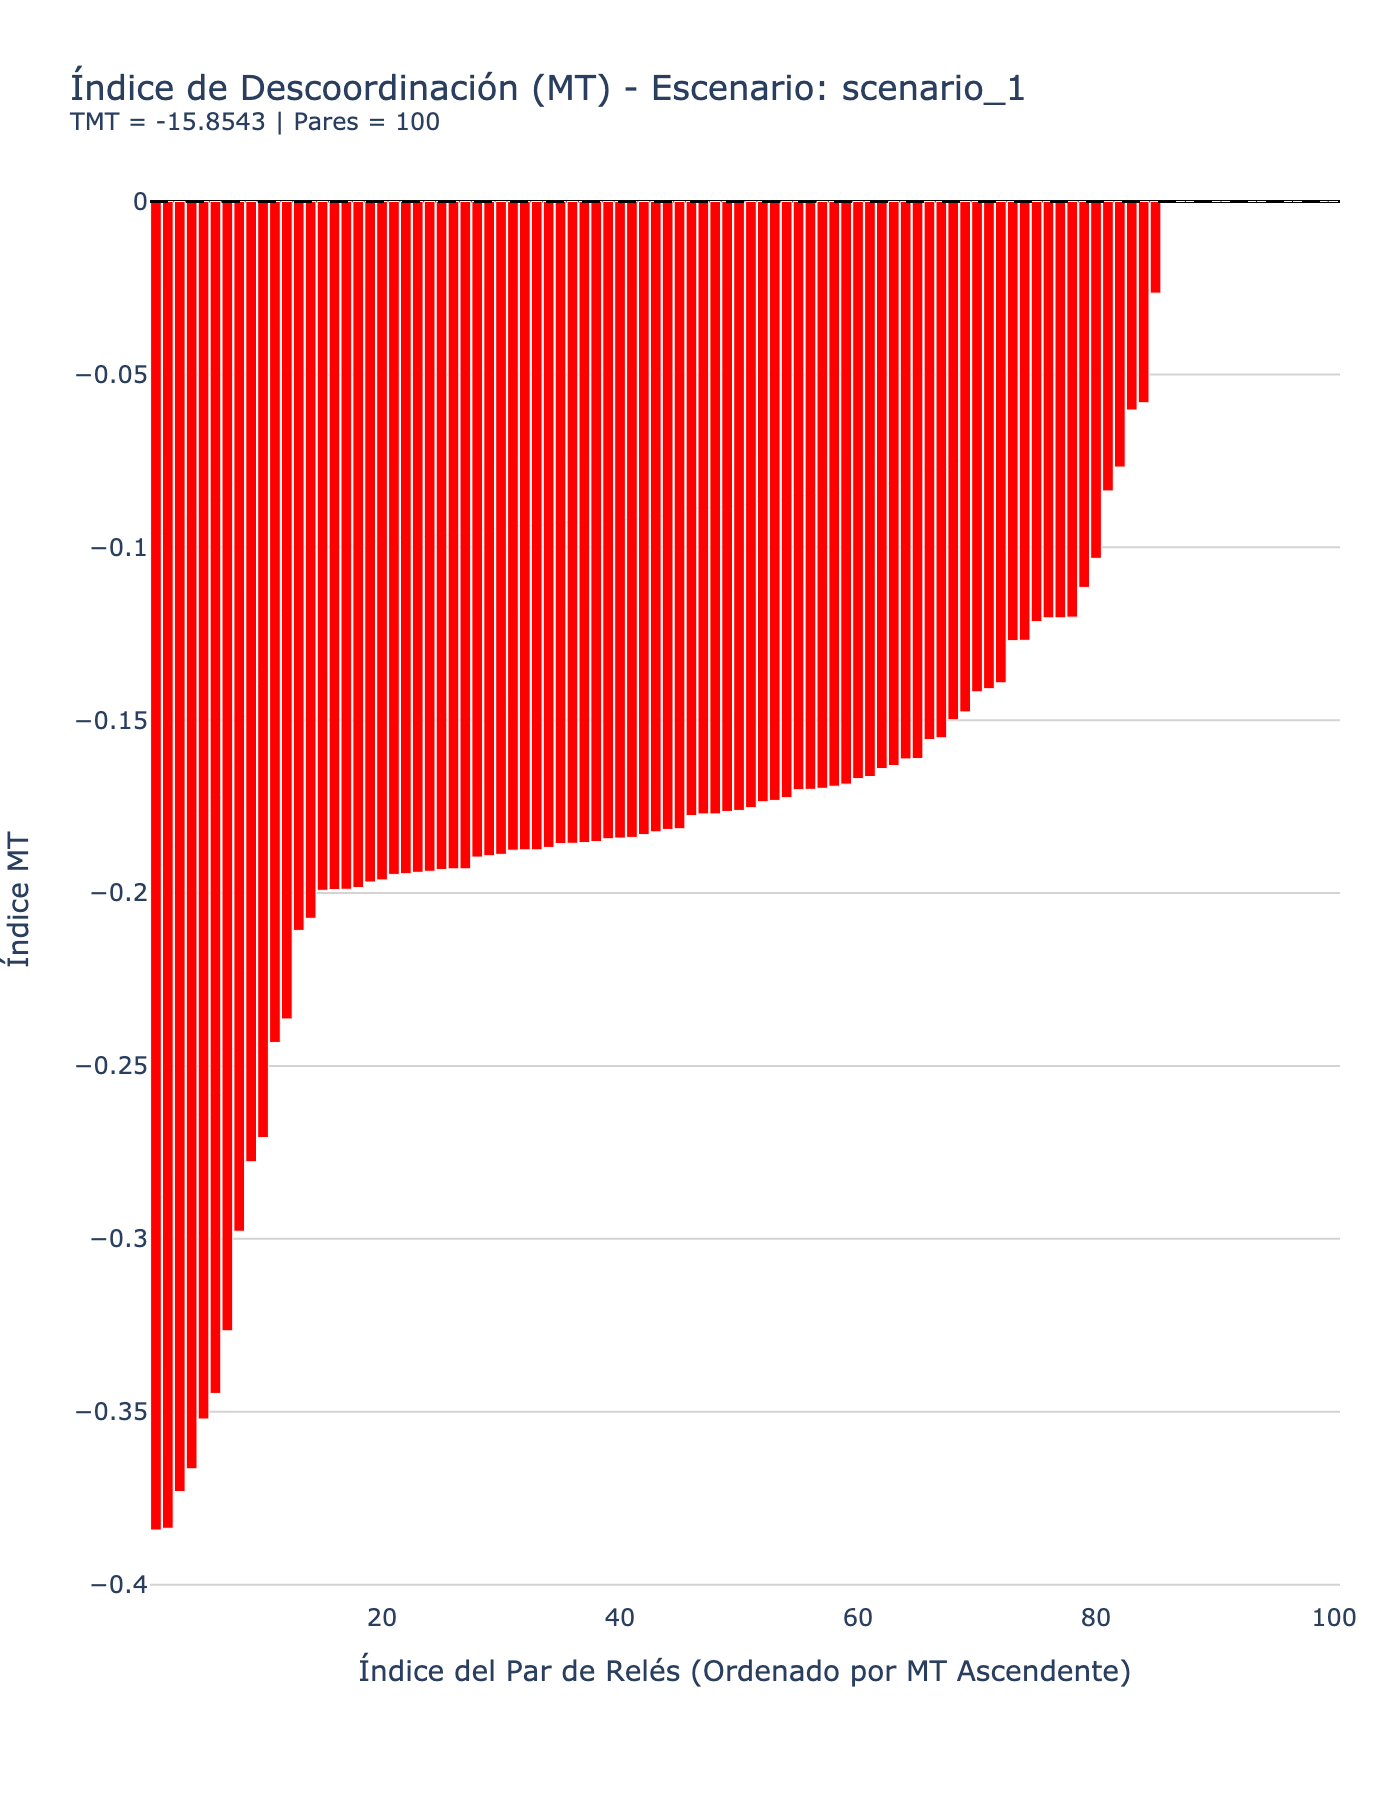 Índice de Descoordinación (MT) - Escenario: scenario_1
TMT = -15.8543 | Pares = 100
0
−0.05
−0.1
−0.15
−0.2
−0.25
−0.3
−0.35
−0.4
Índice MT
20 40 60 80 100
Índice del Par de Relés (Ordenado por MT Ascendente)